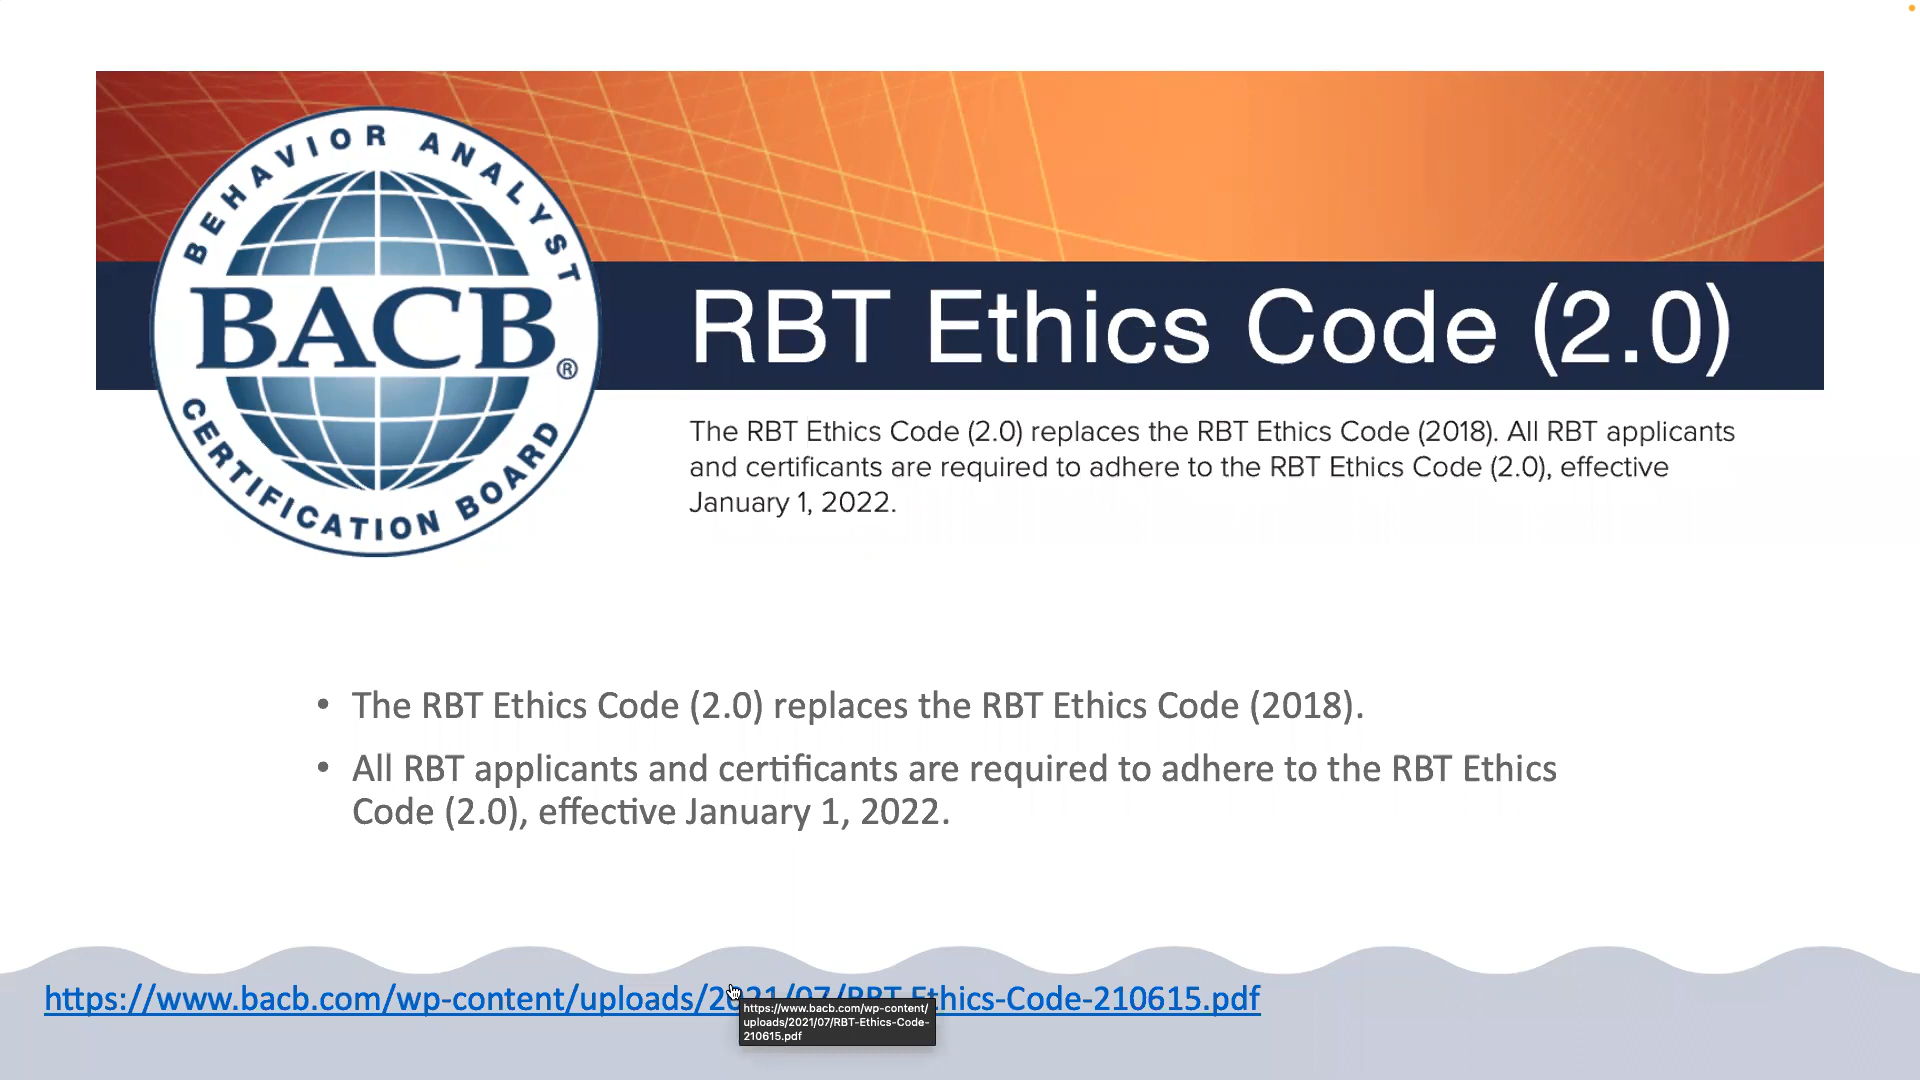 BEHAVIOR ANALYST
BACB®
CERTIFICATION BOARD
RBT Ethics Code (2.0)
The RBT Ethics Code (2.0) replaces the RBT Ethics Code (2018). All RBT applicants
and certificants are required to adhere to the RBT Ethics Code (2.0), effective
January 1, 2022.
• The RBT Ethics Code (2.0) replaces the RBT Ethics Code (2018).
• All RBT applicants and certificants are required to adhere to the RBT Ethics
Code (2.0), effective January 1, 2022.
https://www.bacb.com/wp-content/uploads/2021/07/RBT-Ethics-Code-210615.pdf
https://www.bacb.com/wp-content/
uploads/2021/07/RBT-Ethics-Code-
210615.pdf